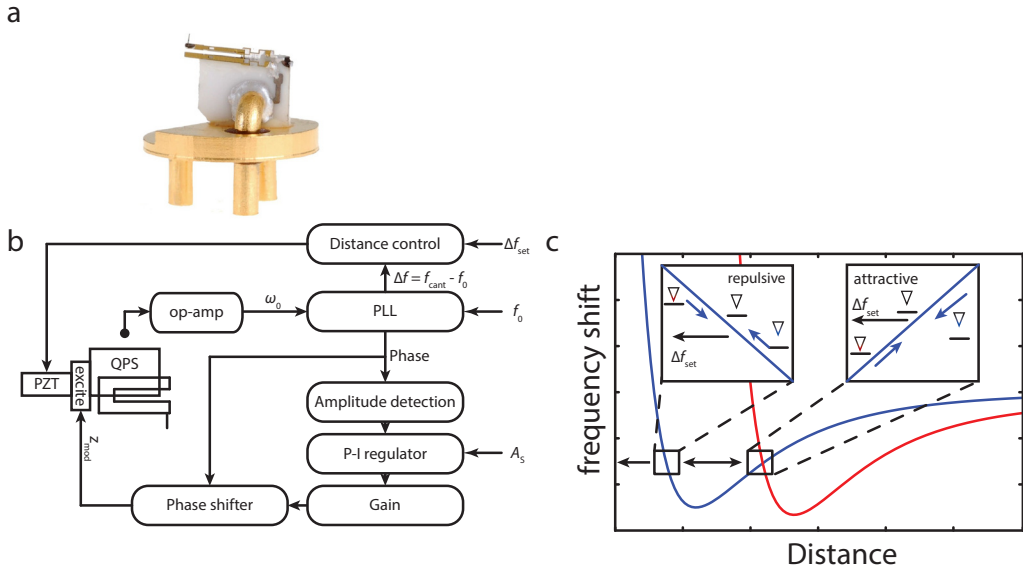 a
b
Distance control
Δf_set
Δf = f_cant - f_0
op-amp
ω_0
PLL
f_0
Phase
QPS
PZT
excite
z_mod
Amplitude detection
P-I regulator
A_S
Phase shifter
Gain
c
frequency shift
Distance
repulsive
Δf_set
attractive
Δf_set